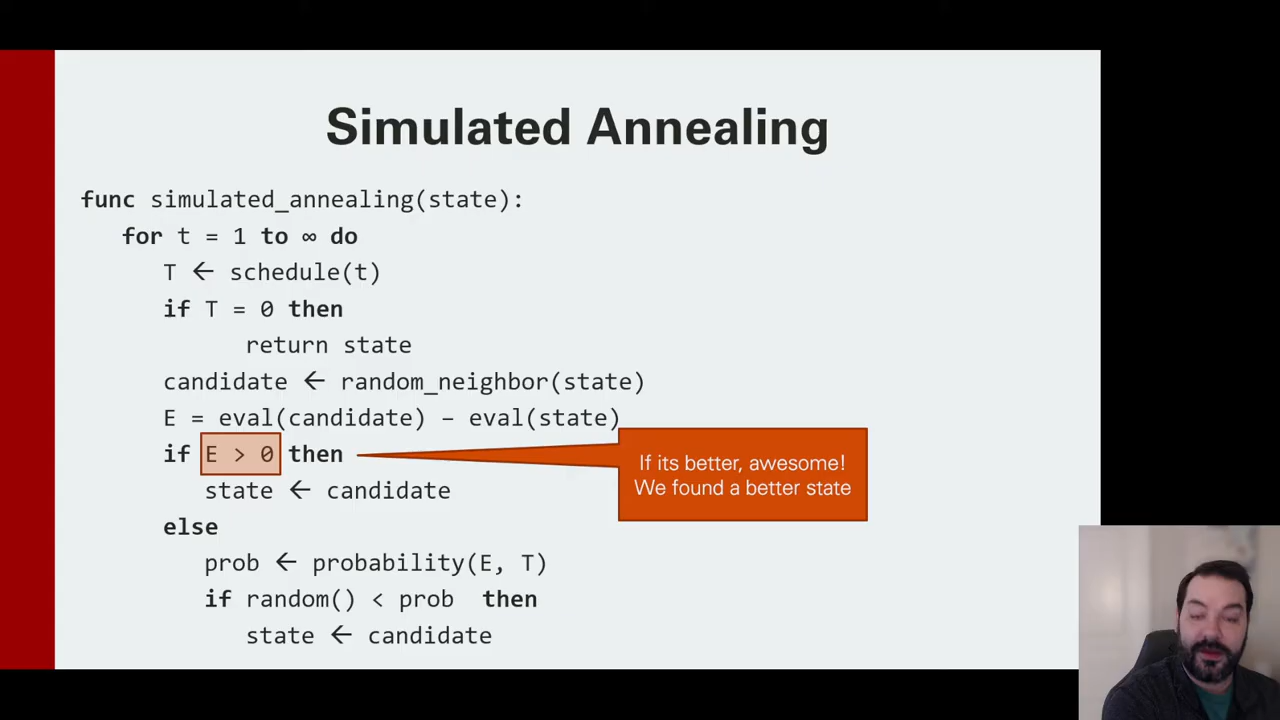 Simulated Annealing
func simulated_annealing(state):
for t = 1 to ∞ do
T ← schedule(t)
if T = 0 then
return state
candidate ← random_neighbor(state)
E = eval(candidate) – eval(state)
if E > 0 then
If its better, awesome!
We found a better state
state ← candidate
else
prob ← probability(E, T)
if random() < prob then
state ← candidate